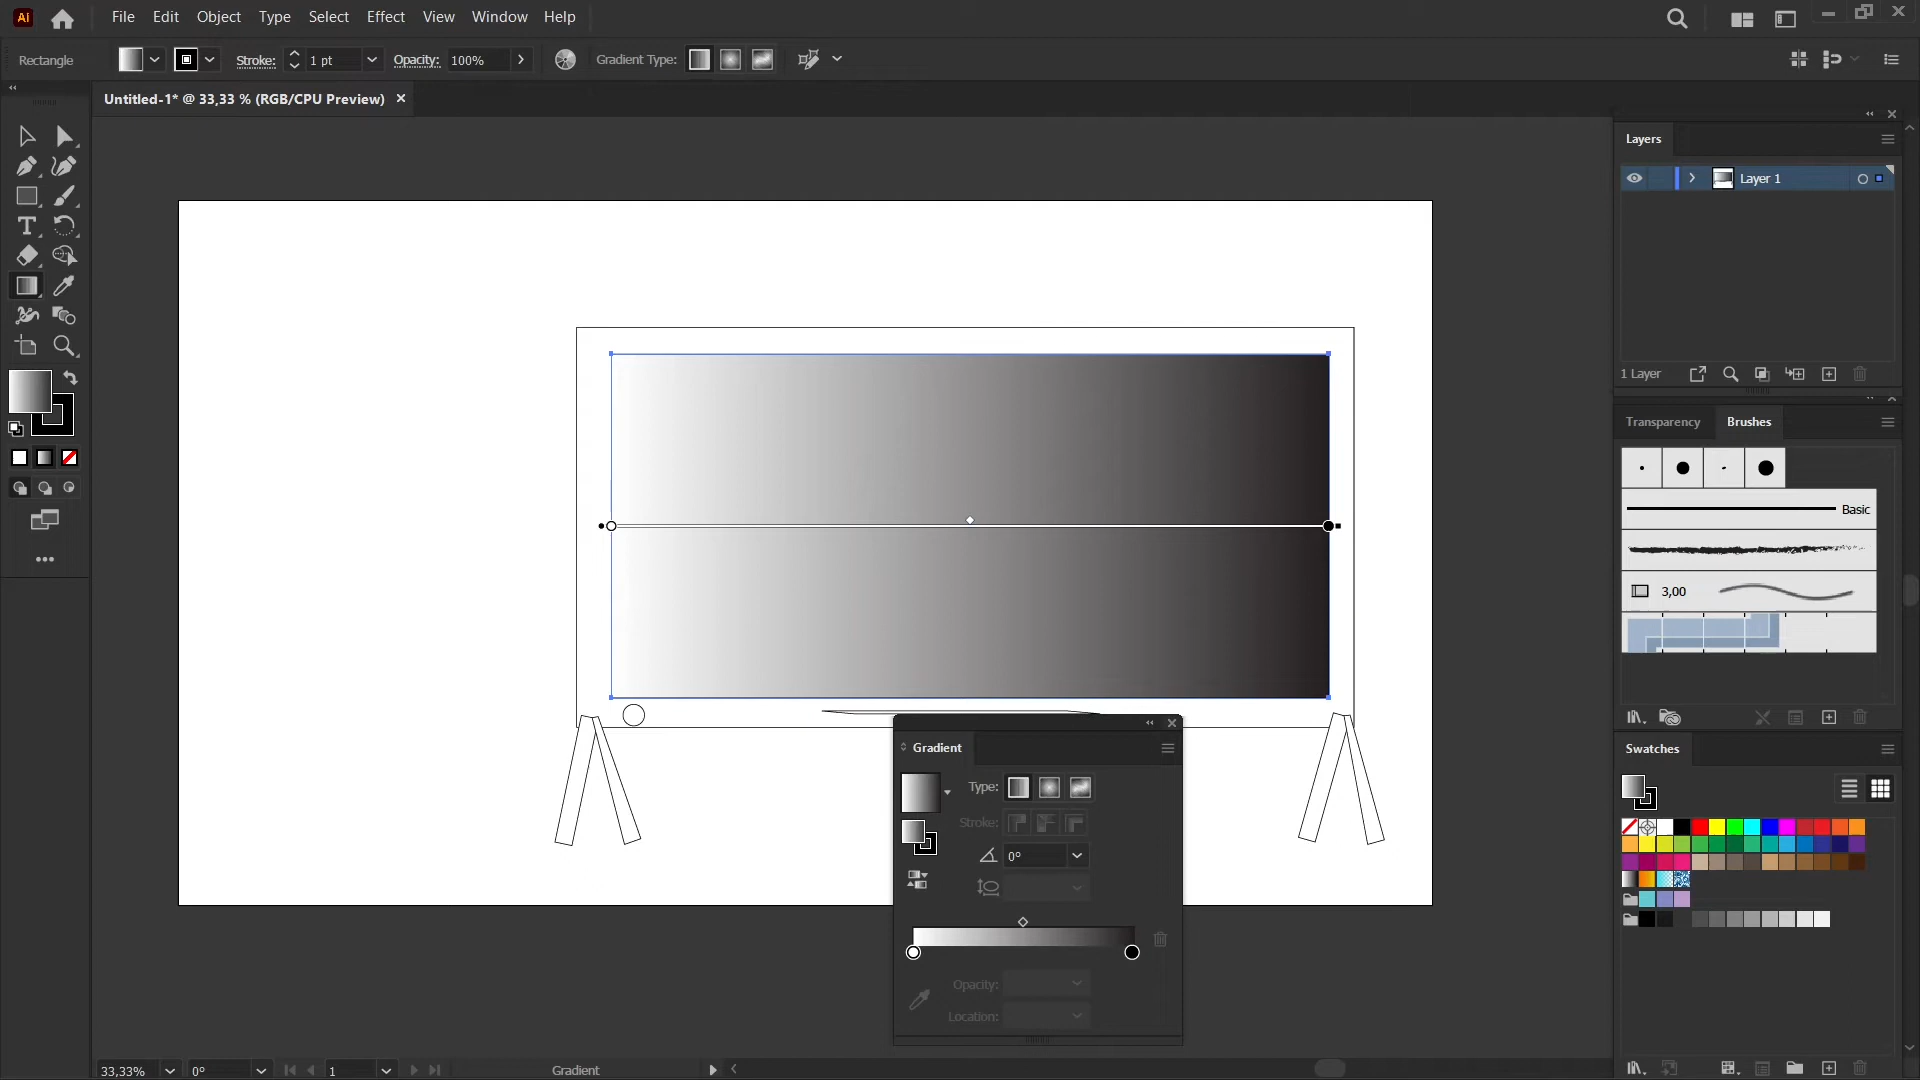 Ai File Edit Object Type Select Effect View Window Help
Rectangle Stroke: 1 pt Opacity: 100% Gradient Type:
Untitled-1* @ 33,33 % (RGB/CPU Preview)
Layers
Layer 1
1 Layer
Transparency Brushes
Basic
3,00
Gradient
Type:
Stroke:
0°
Opacity:
Location:
Swatches
33,33% 0° 1 Gradient